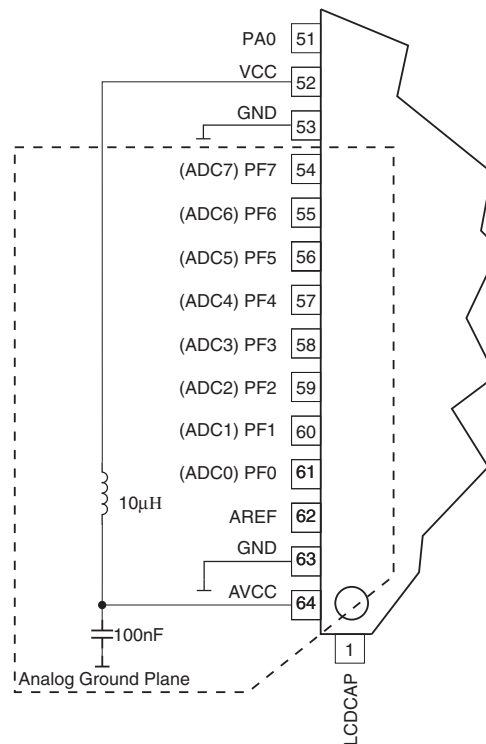 PA0 51
VCC 52
GND 53
(ADC7) PF7 54
(ADC6) PF6 55
(ADC5) PF5 56
(ADC4) PF4 57
(ADC3) PF3 58
(ADC2) PF2 59
(ADC1) PF1 60
(ADC0) PF0 61
10µH
AREF 62
GND 63
AVCC 64
100nF
1
Analog Ground Plane
LCDCAP